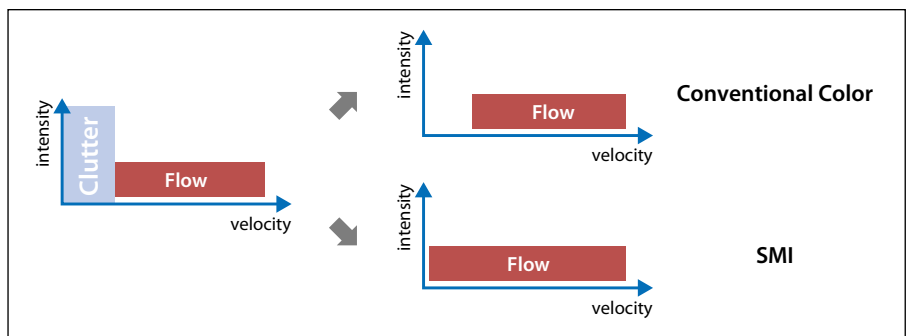 intensity
Clutter
Flow
velocity
intensity
Flow
velocity
Conventional Color
intensity
Flow
velocity
SMI